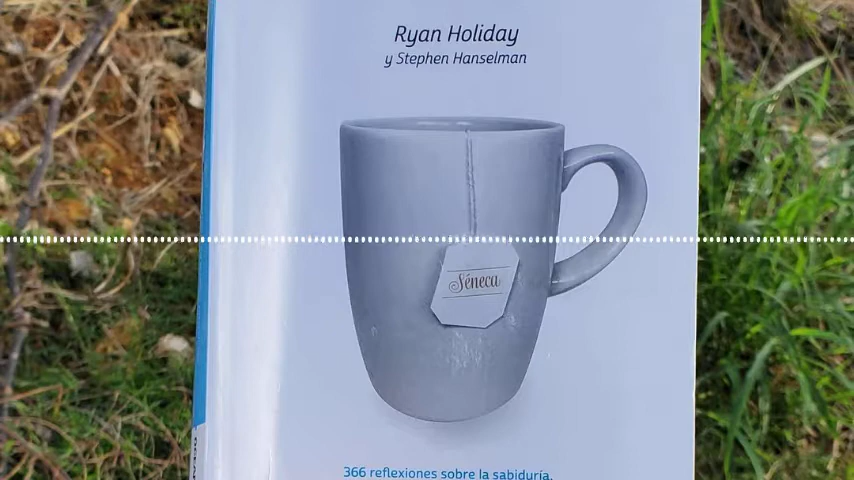 Ryan Holiday
y Stephen Hanselman
Séneca
366 reflexiones sobre la sabiduría,